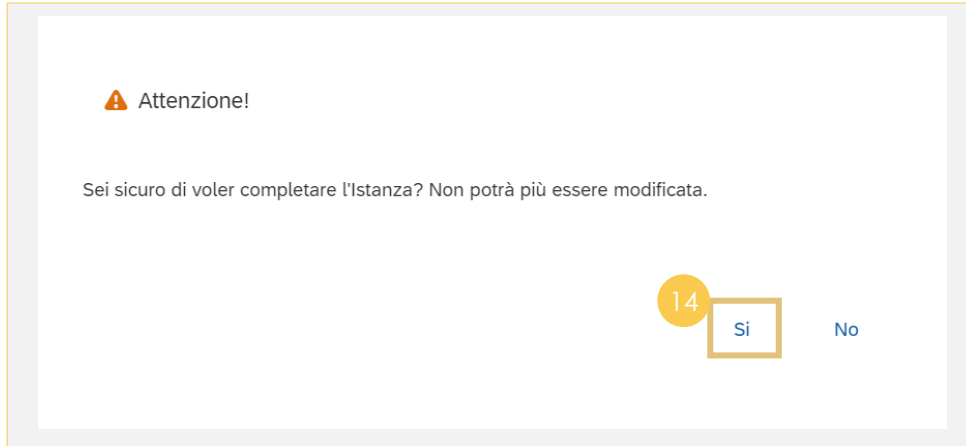 Attenzione!
Sei sicuro di voler completare l'Istanza? Non potrà più essere modificata.
14
Si No